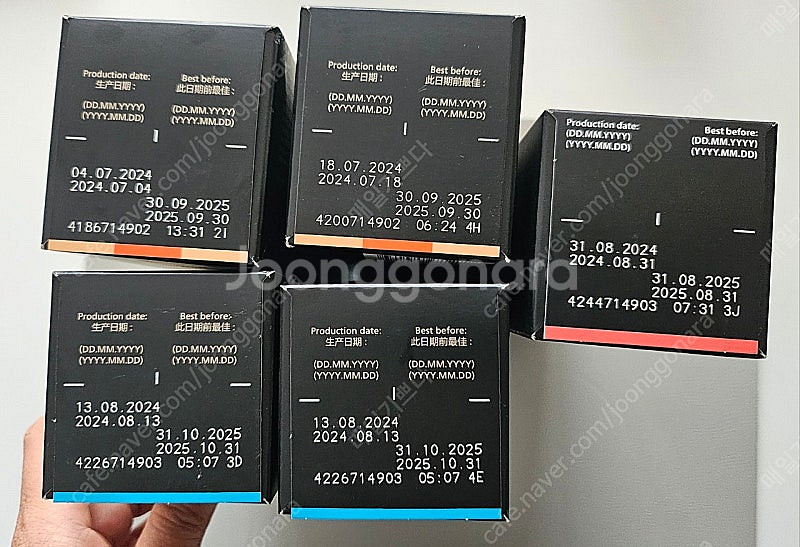 Production date:
生产日期：
Best before:
此日期前最佳：
(DD.MM.YYYY)
(YYYY.MM.DD)
(DD.MM.YYYY)
(YYYY.MM.DD)
04.07.2024
2024.07.04
30.09.2025
2025.09.30
4186714902 13:31 2I
Production date:
生产日期：
Best before:
此日期前最佳：
(DD.MM.YYYY)
(YYYY.MM.DD)
(DD.MM.YYYY)
(YYYY.MM.DD)
18.07.2024
2024.07.18
30.09.2025
2025.09.30
4200714902 06:24 4H
Production date:
(DD.MM.YYYY)
(YYYY.MM.DD)
Best before:
(DD.MM.YYYY)
(YYYY.MM.DD)
31.08.2024
2024.08.31
31.08.2025
2025.08.31
4244714903 07:31 3J
Joonggonara
Production date:
生产日期：
Best before:
此日期前最佳：
(DD.MM.YYYY)
(YYYY.MM.DD)
(DD.MM.YYYY)
(YYYY.MM.DD)
13.08.2024
2024.08.13
31.10.2025
2025.10.31
4226714903 05:07 3D
Production date:
生产日期：
Best before:
此日期前最佳：
(DD.MM.YYYY)
(YYYY.MM.DD)
(DD.MM.YYYY)
(YYYY.MM.DD)
13.08.2024
2024.08.13
31.10.2025
2025.10.31
4226714903 05:07 4E
cafe.naver.com/joonggonara